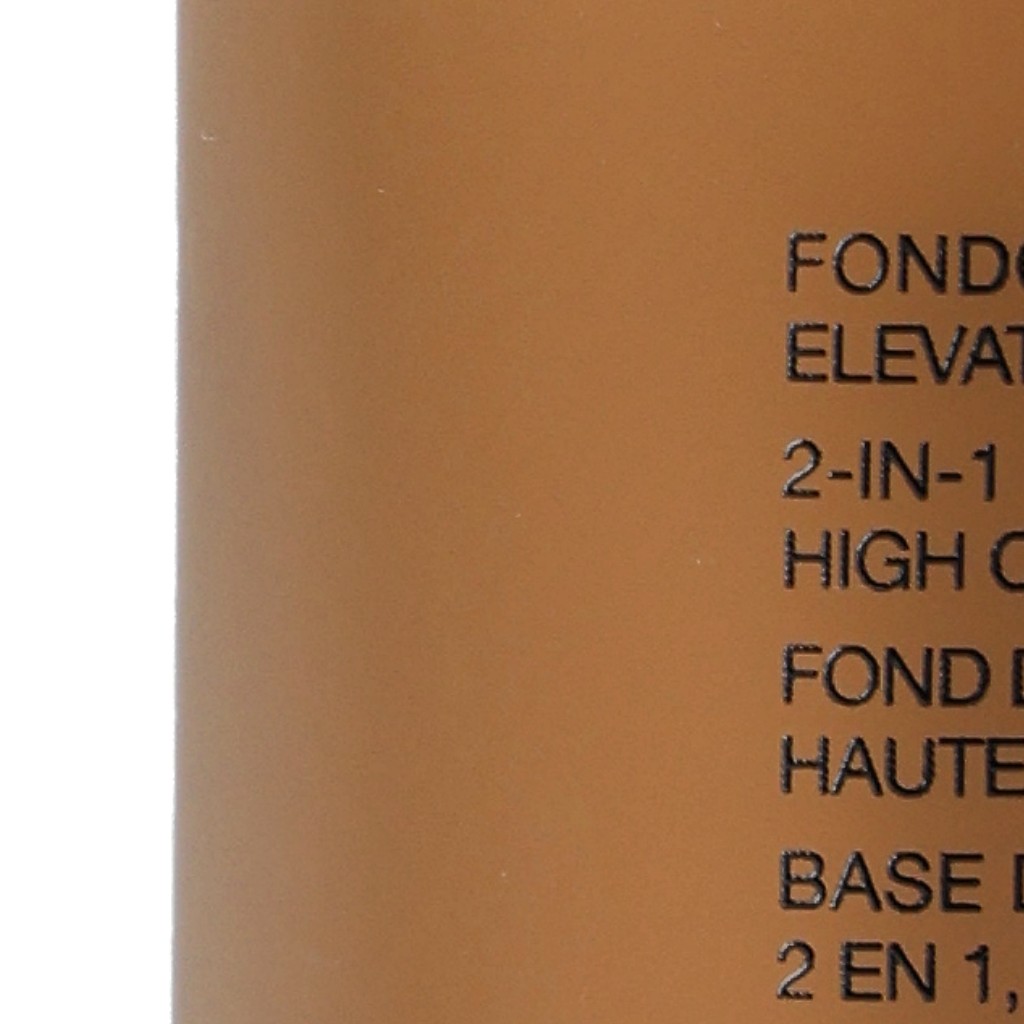 FOND
ELEVAT
2-IN-1
HIGH
FOND
HAUTE
BASE
2 EN 1,